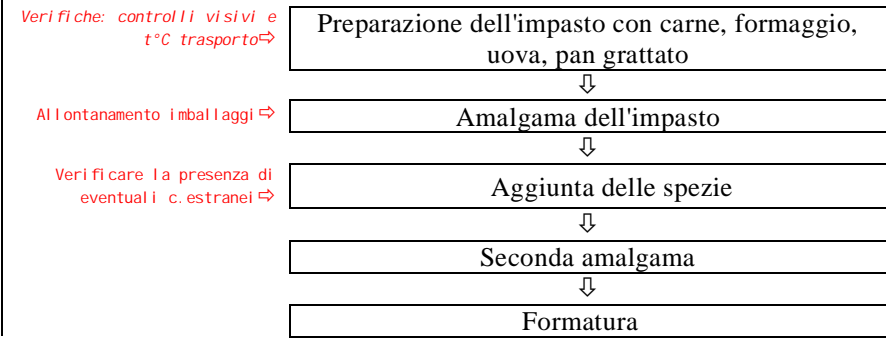 Verifiche: controlli visivi e
t°C trasporto⇨
Preparazione dell'impasto con carne, formaggio,
uova, pan grattato
⇩
Allontanamento imballaggi⇨
Amalgama dell'impasto
⇩
Verificare la presenza di
eventuali c.estranei⇨
Aggiunta delle spezie
⇩
Seconda amalgama
⇩
Formatura